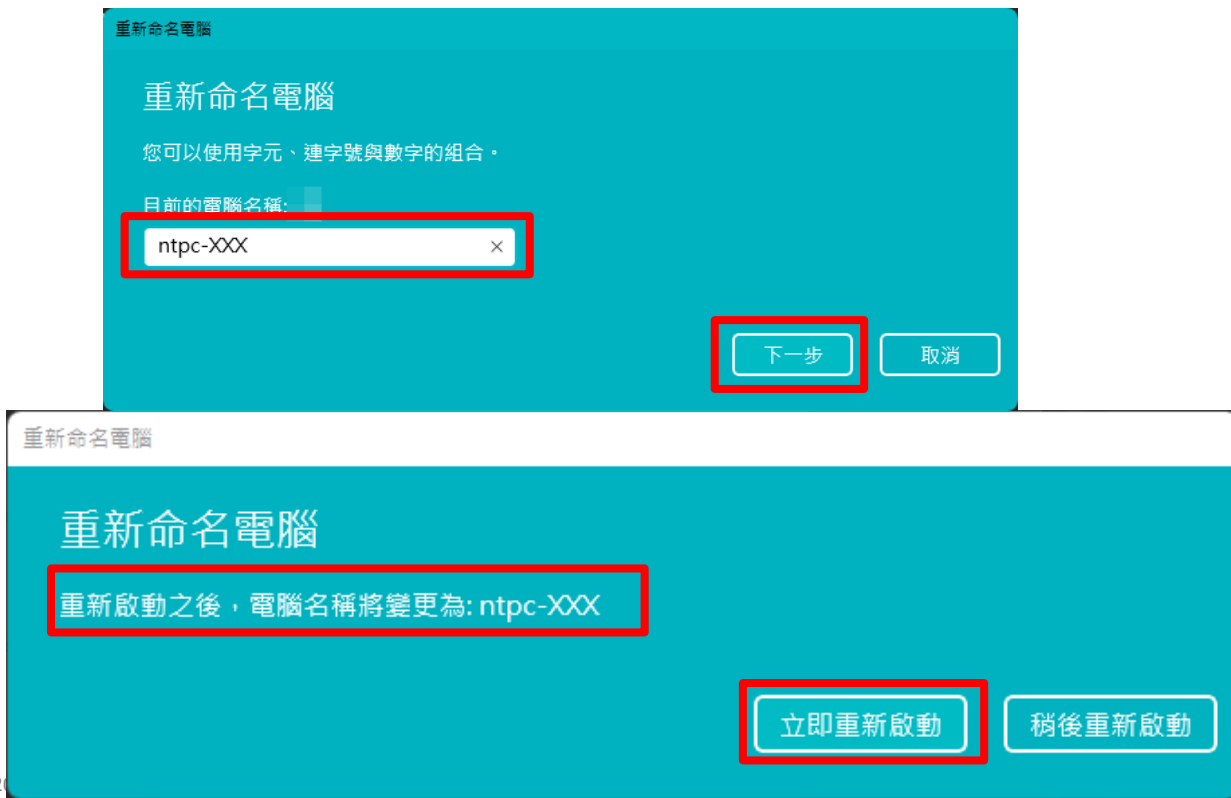 重新命名電腦
重新命名電腦
您可以使用字元、連字號與數字的組合。
目前的電腦名稱:
ntpc-XXX
下一步 取消
重新命名電腦
重新命名電腦
重新啟動之後，電腦名稱將變更為: ntpc-XXX
立即重新啟動 稍後重新啟動